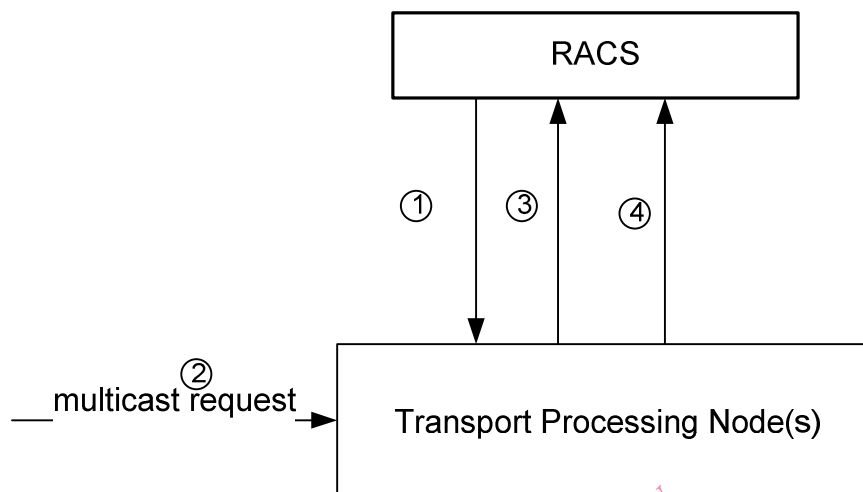 RACS
①
③
④
②
multicast request
Transport Processing Node(s)